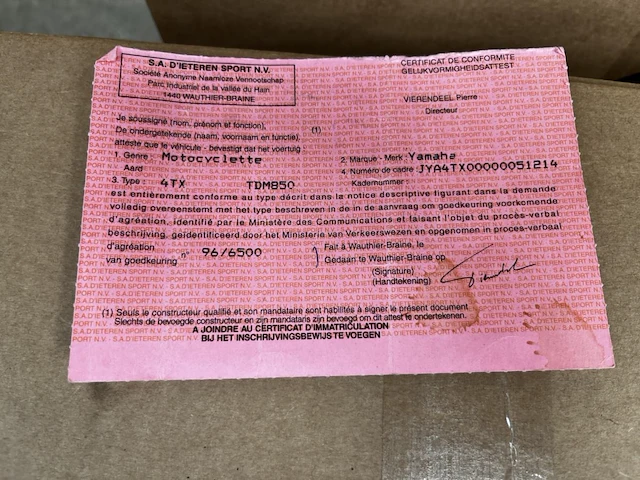 S.A. D'IETEREN SPORT N.V.
Société Anonyme Naamloze Vennootschap
Parc Industriel de la vallée du Hain
1440 WAUTHIER-BRAINE
CERTIFICAT DE CONFORMITE
GELIJKVORMIGHEIDSATTEST
VIERENDEEL Pierre
Directeur
Je soussigné (nom, prénom et fonction),
De ondergetekende (naam, voornaam en functie), (1)
atteste que le véhicule - bevestigt dat het voertuig :
1. Genre : Motocyclette
Aard
2. Marque - Merk : Yamaha
3. Type : 4TX TDM850
4. Numéro de cadre : JYA4TX00000051214
Kadernummer
est entièrement conforme au type décrit dans la notice descriptive figurant dans la demande
volledig overeenstemt met het type beschreven in de in de aanvraag om goedkeuring voorkomende
d'agréation, identifié par le Ministère des Communications et faisant l'objet du procès-verbal
beschrijving, geïdentificeerd door het Ministerie van Verkeerswezen en opgenomen in proces-verbaal
d'agréation
van goedkeuring n° 96/6500
Fait à Wauthier-Braine, le
Gedaan te Wauthier-Braine op
(Signature)
(Handtekening)
(1) Seuls le constructeur qualifié et son mandataire sont habilités à signer le présent document
Slechts de bevoegde constructeur en zijn mandataris zijn bevoegd om dit attest te ondertekenen.
A JOINDRE AU CERTIFICAT D'IMMATRICULATION
BIJ HET INSCHRIJVINGSBEWIJS TE VOEGEN